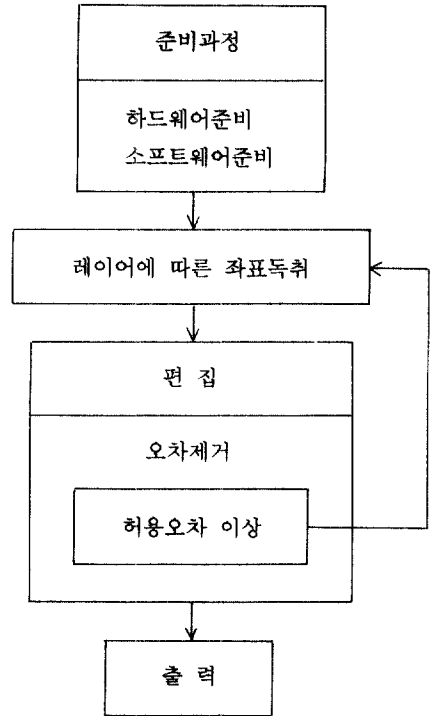 준비과정
하드웨어준비
소프트웨어준비
레이어에 따른 좌표독취
편 집
오차제거
허용오차 이상
출 력